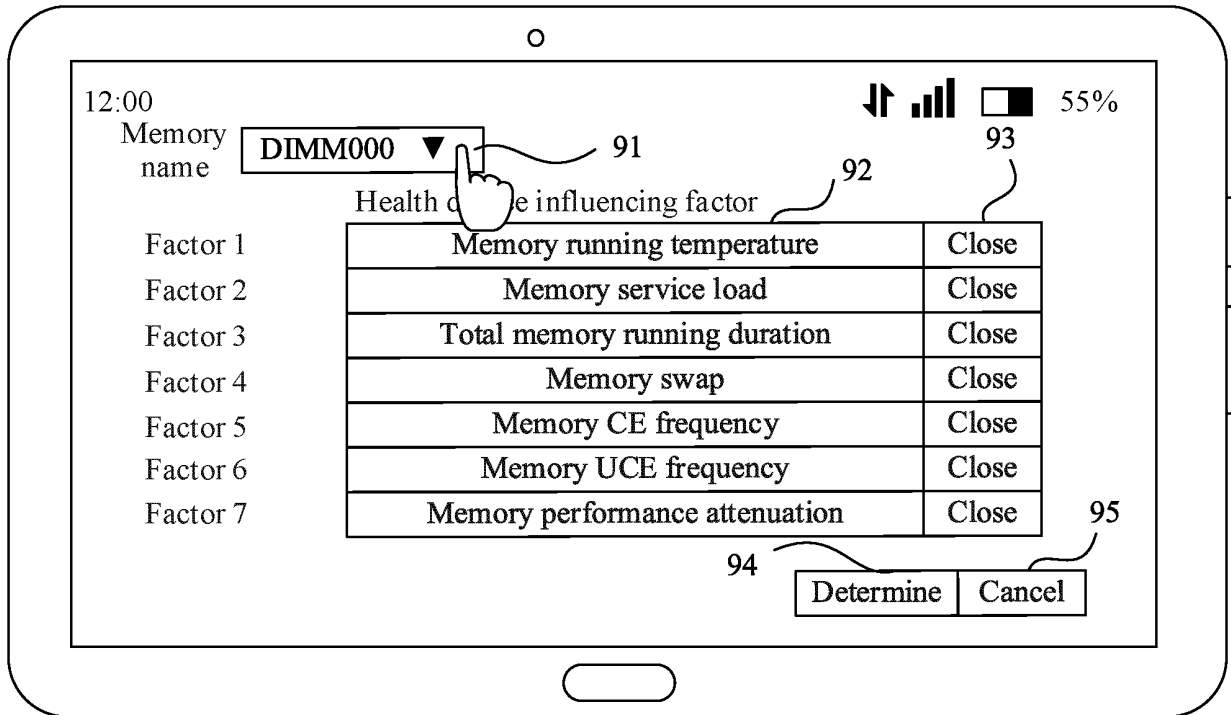 12:00 55%
Memory name DIMM000 ▼ 91 93
92
Health influencing factor
Factor 1 Memory running temperature Close
Factor 2 Memory service load Close
Factor 3 Total memory running duration Close
Factor 4 Memory swap Close
Factor 5 Memory CE frequency Close
Factor 6 Memory UCE frequency Close
Factor 7 Memory performance attenuation Close
94 95
Determine Cancel